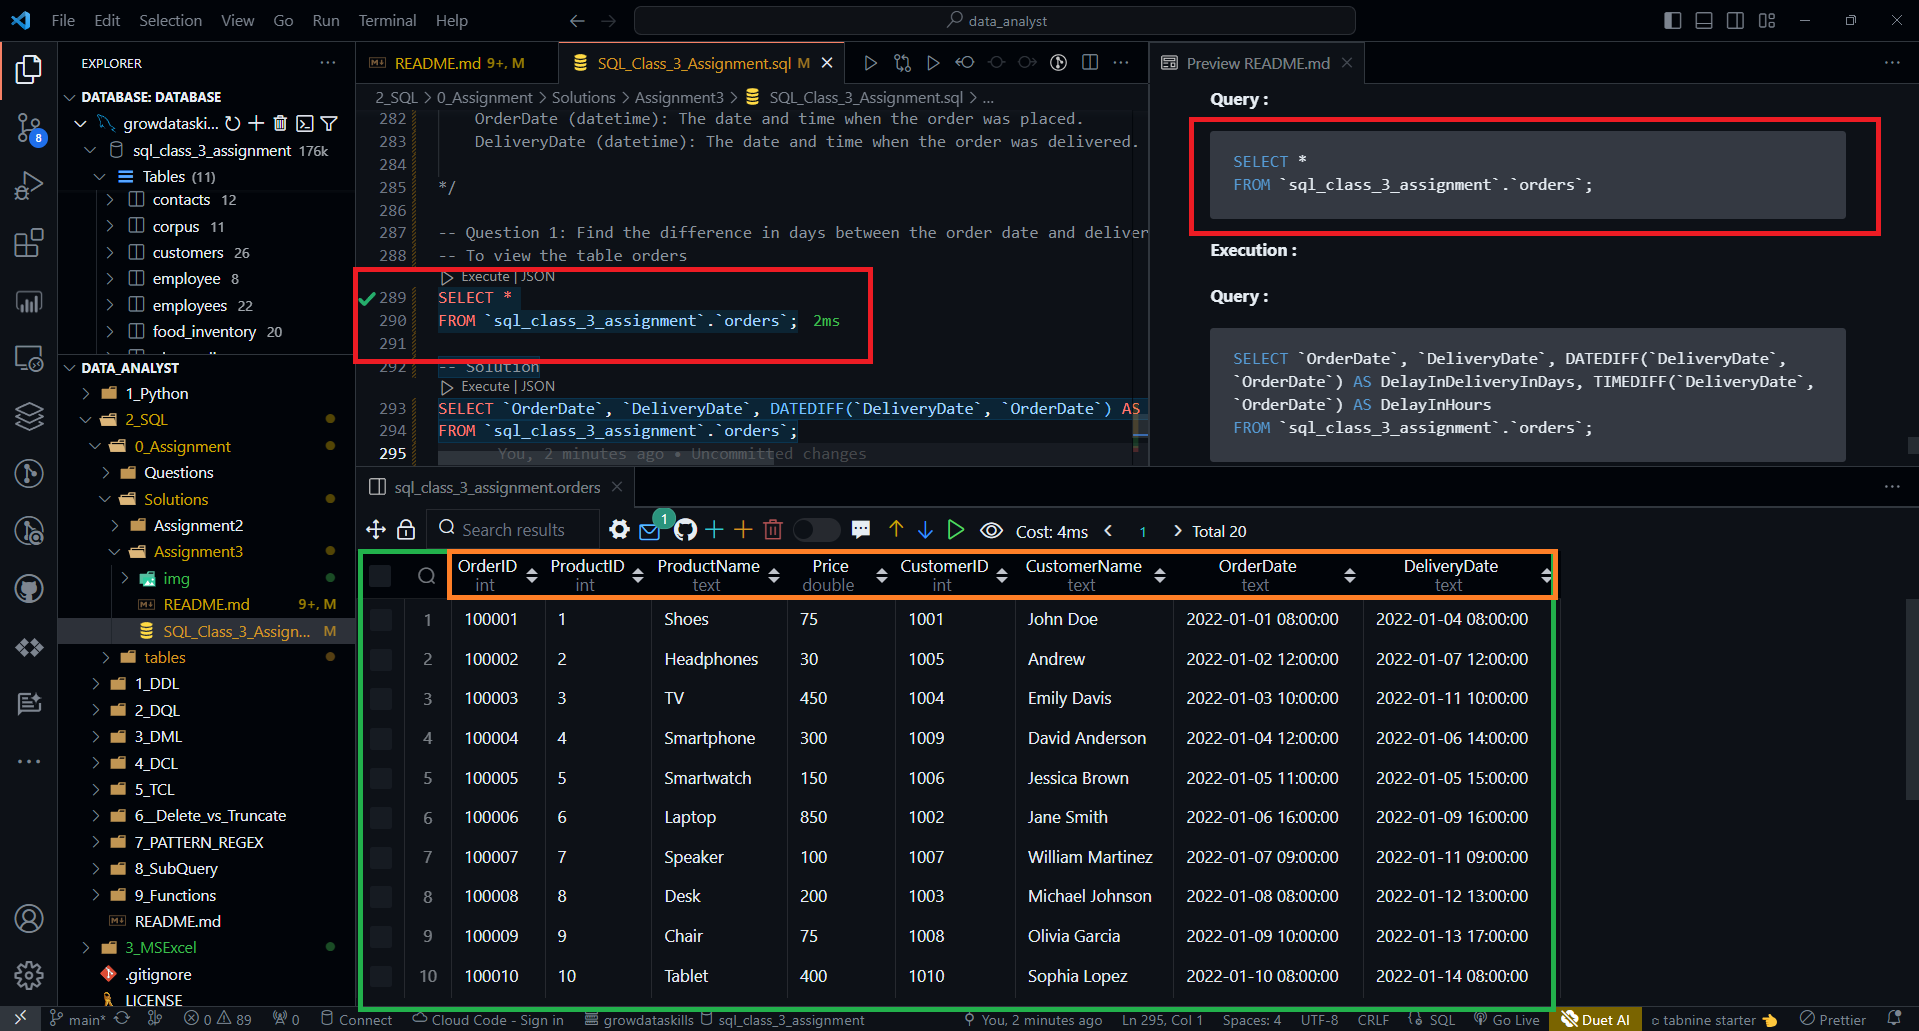 File Edit Selection View Go Run Terminal Help
data_analyst
EXPLORER
DATABASE: DATABASE
growdataski...
sql_class_3_assignment 176k
Tables (11)
contacts 12
corpus 11
customers 26
employee 8
employees 22
food_inventory 20
DATA_ANALYST
1_Python
2_SQL
0_Assignment
Questions
Solutions
Assignment2
Assignment3
img
README.md 9+, M
SQL_Class_3_Assign... M
tables
1_DDL
2_DQL
3_DML
4_DCL
5_TCL
6__Delete_vs_Truncate
7_PATTERN_REGEX
8_SubQuery
9_Functions
README.md
3_MSExcel
.gitignore
LICENSE
8
README.md 9+, M
SQL_Class_3_Assignment.sql M
2_SQL > 0_Assignment > Solutions > Assignment3 > SQL_Class_3_Assignment.sql > ...
282 OrderDate (datetime): The date and time when the order was placed.
283 DeliveryDate (datetime): The date and time when the order was delivered.
284
285 */
286
287 -- Question 1: Find the difference in days between the order date and deliver
288 -- To view the table orders
Execute | JSON
289 SELECT *
290 FROM `sql_class_3_assignment`.`orders`; 2ms
291
292 -- Solution
Execute | JSON
293 SELECT `OrderDate`, `DeliveryDate`, DATEDIFF(`DeliveryDate`, `OrderDate`) AS
294 FROM `sql_class_3_assignment`.`orders`;
295 You, 2 minutes ago • Uncommitted changes
Preview README.md
Query :
SELECT *
FROM `sql_class_3_assignment`.`orders`;
Execution :
Query :
SELECT `OrderDate`, `DeliveryDate`, DATEDIFF(`DeliveryDate`,
`OrderDate`) AS DelayInDeliveryInDays, TIMEDIFF(`DeliveryDate`,
`OrderDate`) AS DelayInHours
FROM `sql_class_3_assignment`.`orders`;
sql_class_3_assignment.orders
Search results 1 Cost: 4ms < 1 > Total 20
OrderID ProductID ProductName Price CustomerID CustomerName OrderDate DeliveryDate
int int text double int text text text
1 100001 1 Shoes 75 1001 John Doe 2022-01-01 08:00:00 2022-01-04 08:00:00
2 100002 2 Headphones 30 1005 Andrew 2022-01-02 12:00:00 2022-01-07 12:00:00
3 100003 3 TV 450 1004 Emily Davis 2022-01-03 10:00:00 2022-01-11 10:00:00
4 100004 4 Smartphone 300 1009 David Anderson 2022-01-04 12:00:00 2022-01-06 14:00:00
5 100005 5 Smartwatch 150 1006 Jessica Brown 2022-01-05 11:00:00 2022-01-05 15:00:00
6 100006 6 Laptop 850 1002 Jane Smith 2022-01-06 16:00:00 2022-01-09 16:00:00
7 100007 7 Speaker 100 1007 William Martinez 2022-01-07 09:00:00 2022-01-11 09:00:00
8 100008 8 Desk 200 1003 Michael Johnson 2022-01-08 08:00:00 2022-01-12 13:00:00
9 100009 9 Chair 75 1008 Olivia Garcia 2022-01-09 10:00:00 2022-01-13 17:00:00
10 100010 10 Tablet 400 1010 Sophia Lopez 2022-01-10 08:00:00 2022-01-14 08:00:00
main* 0 89 0 Connect Cloud Code - Sign in growdataskills sql_class_3_assignment You, 2 minutes ago Ln 295, Col 1 Spaces: 4 UTF-8 CRLF SQL Go Live Duet AI tabnine starter Prettier